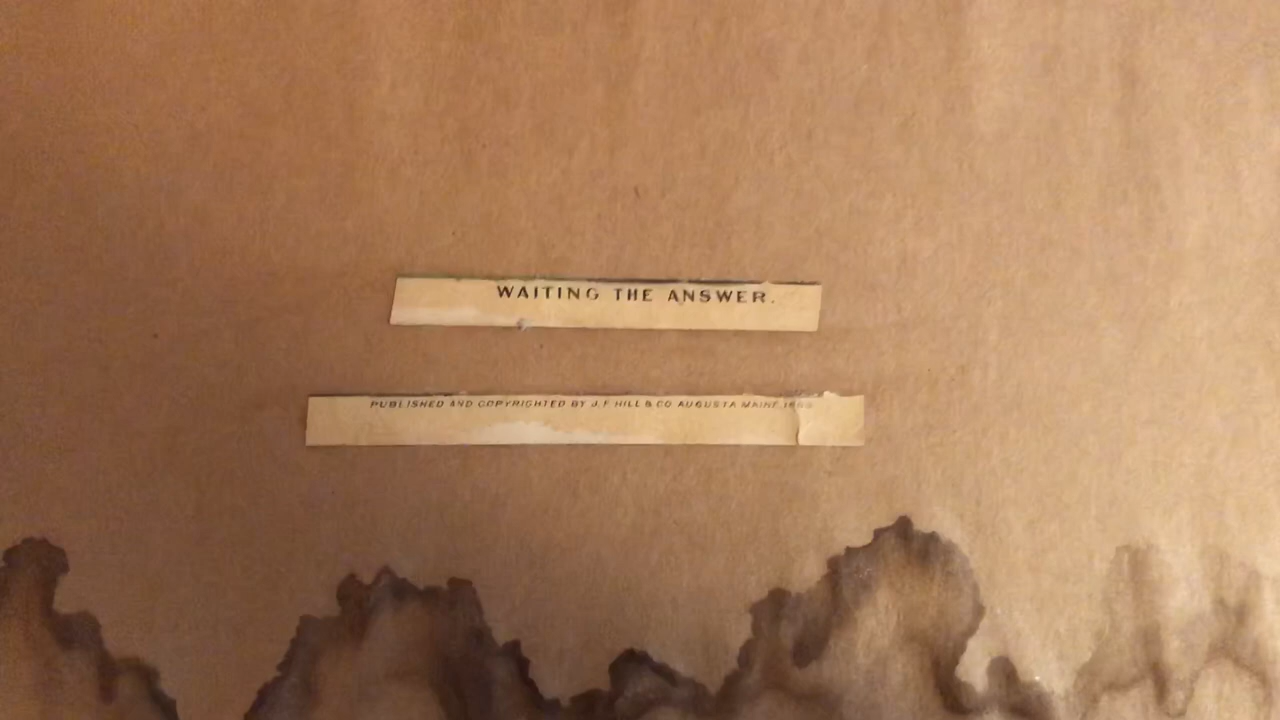 WAITING THE ANSWER.
PUBLISHED AND COPYRIGHTED BY J.F. HILL & CO AUGUSTA MAINE